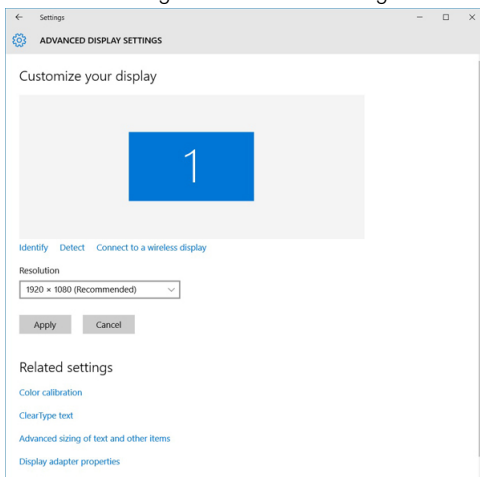 Settings
ADVANCED DISPLAY SETTINGS
Customize your display
1
Identify Detect Connect to a wireless display
Resolution
1920 × 1080 (Recommended)
Apply Cancel
Related settings
Color calibration
ClearType text
Advanced sizing of text and other items
Display adapter properties